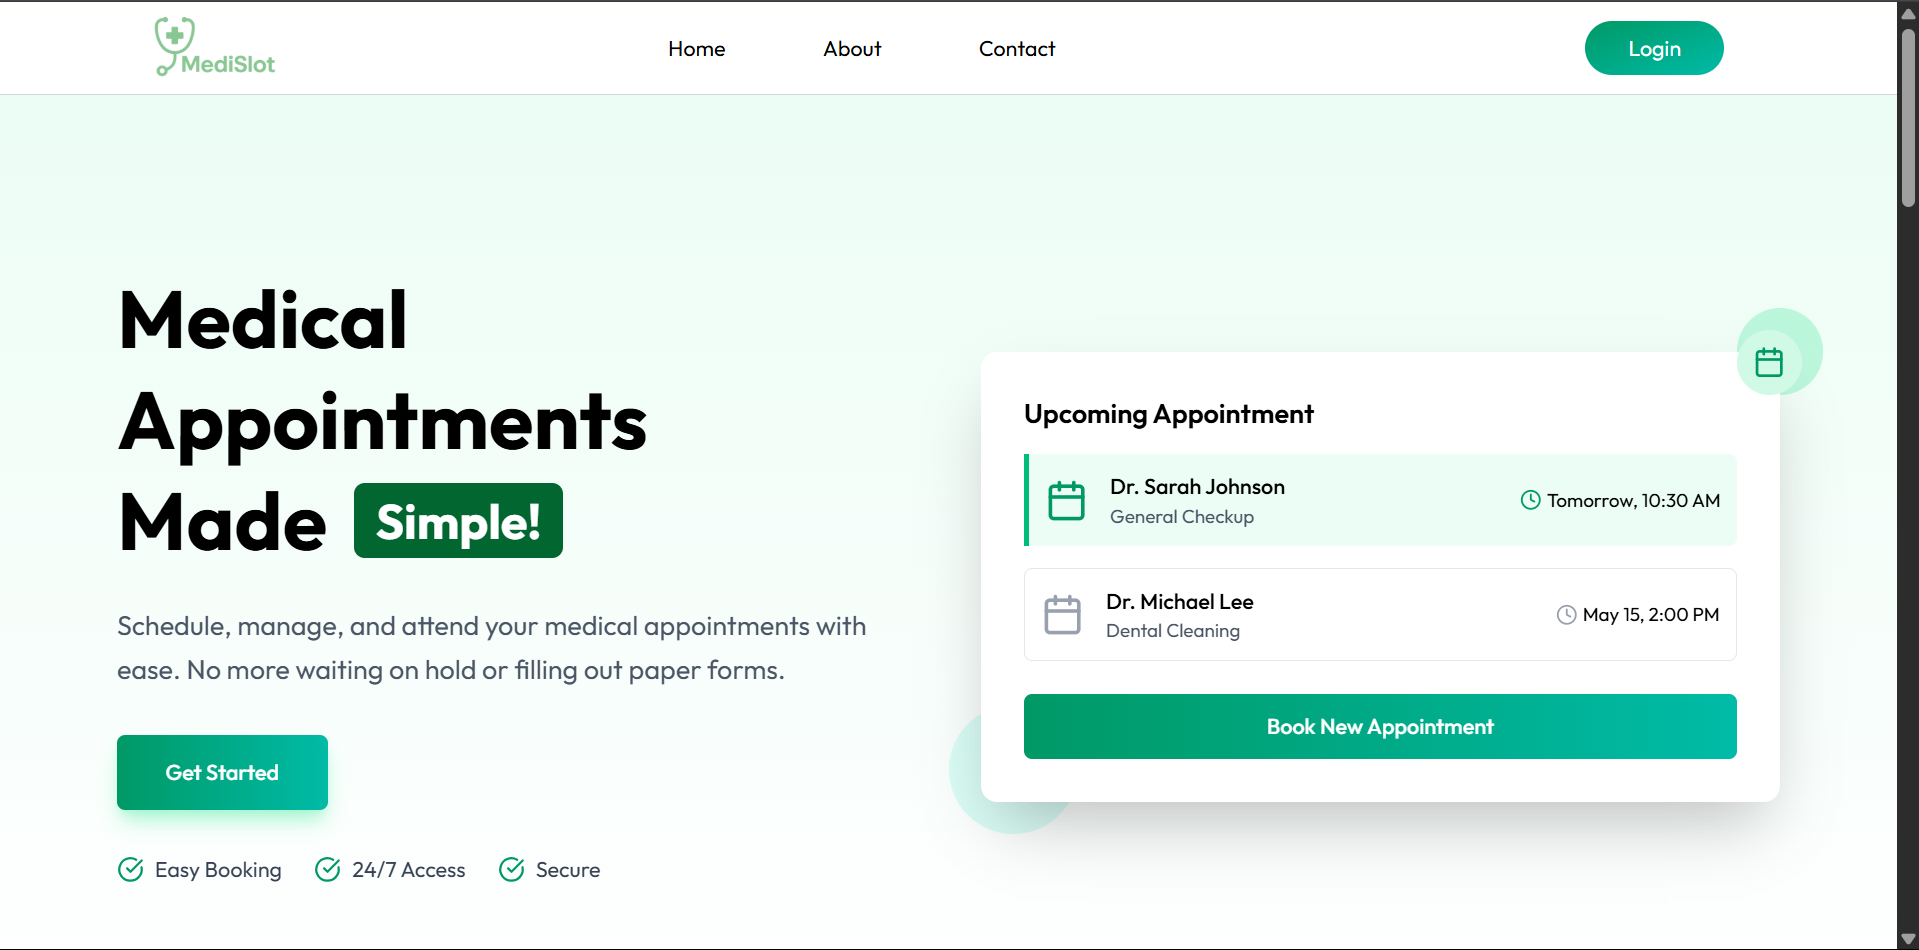 MediSlot
Home
About
Contact
Login
Medical
Appointments
Made Simple!
Schedule, manage, and attend your medical appointments with
ease. No more waiting on hold or filling out paper forms.
Get Started
Easy Booking
24/7 Access
Secure
Upcoming Appointment
Dr. Sarah Johnson
General Checkup
Tomorrow, 10:30 AM
Dr. Michael Lee
Dental Cleaning
May 15, 2:00 PM
Book New Appointment